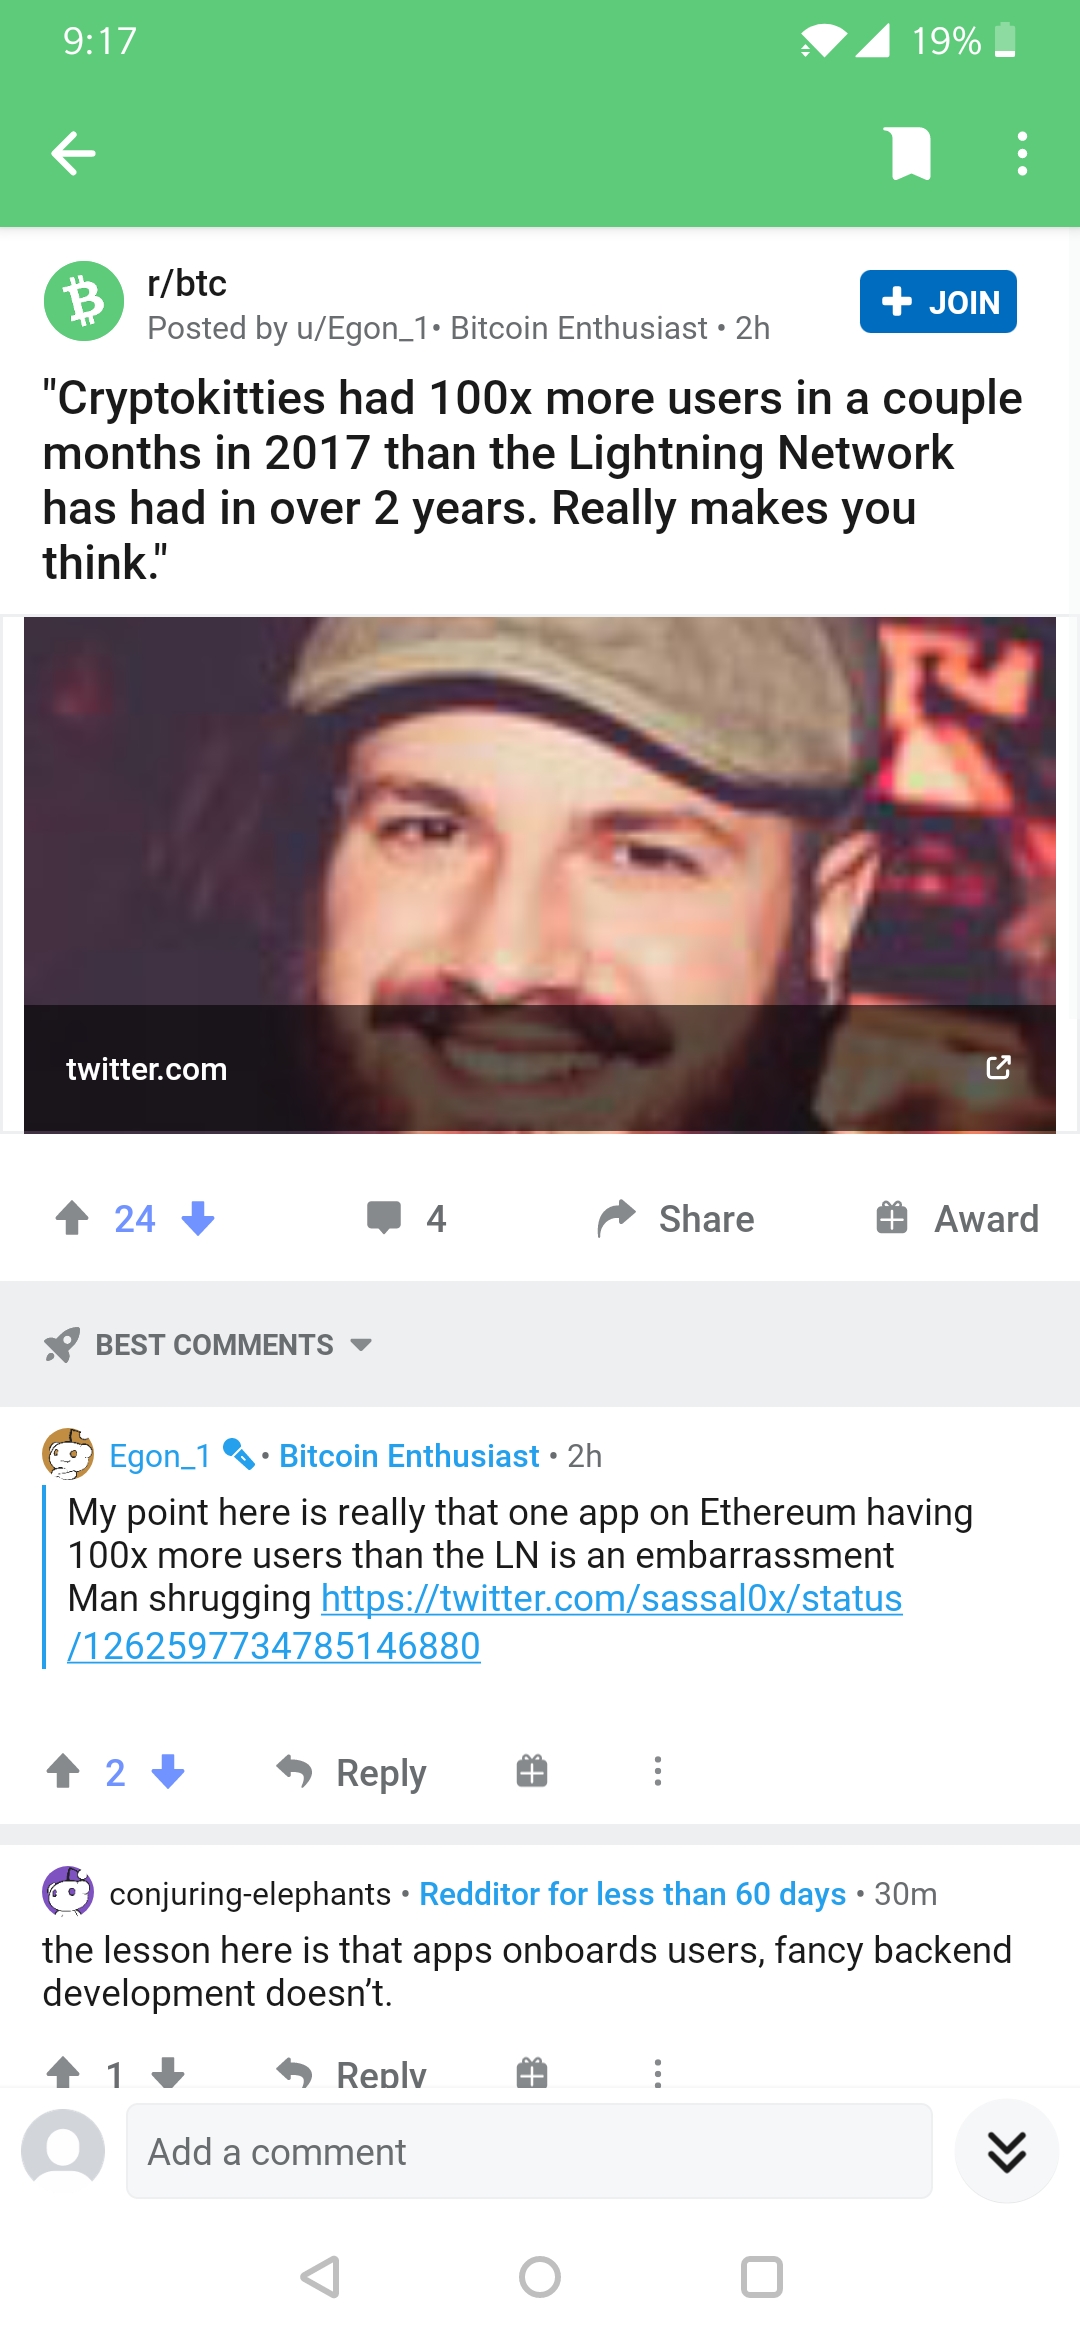 9:17
19%
r/btc
Posted by u/Egon_1• Bitcoin Enthusiast • 2h
JOIN
"Cryptokitties had 100x more users in a couple
months in 2017 than the Lightning Network
has had in over 2 years. Really makes you
think."
twitter.com
24
4
Share
Award
BEST COMMENTS
Egon_1 • Bitcoin Enthusiast • 2h
My point here is really that one app on Ethereum having
100x more users than the LN is an embarrassment
Man shrugging https://twitter.com/sassal0x/status
/1262597734785146880
2
Reply
conjuring-elephants • Redditor for less than 60 days • 30m
the lesson here is that apps onboards users, fancy backend
development doesn’t.
1
Reply
Add a comment